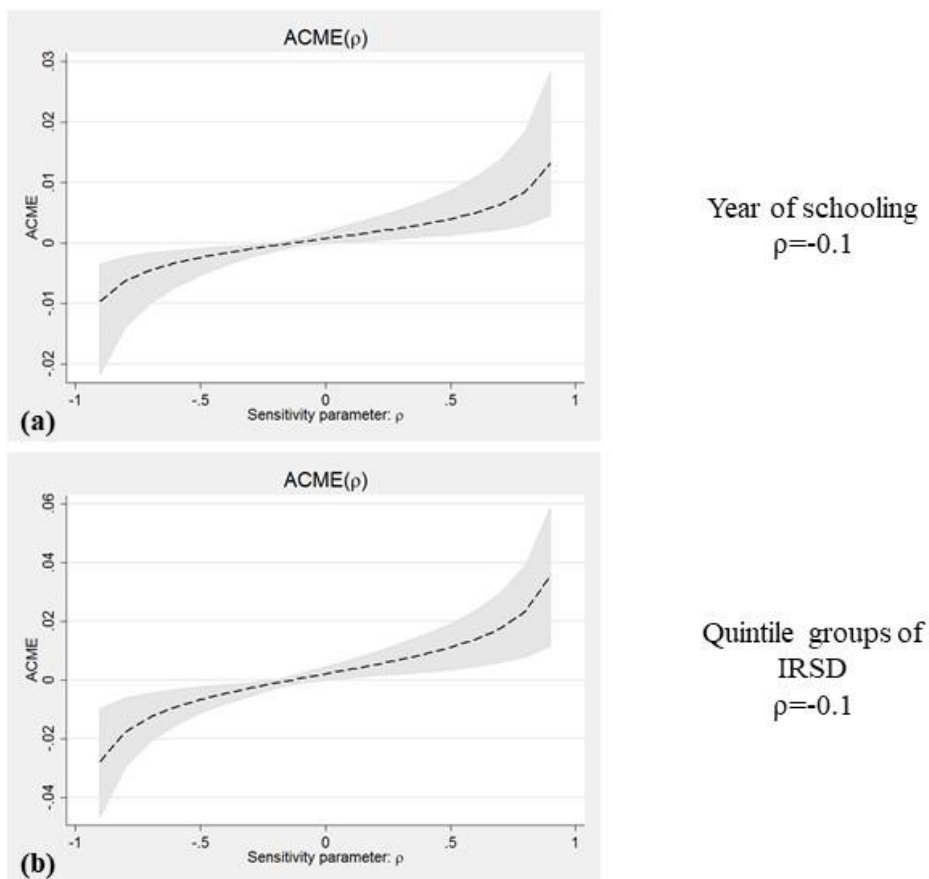 ACME(ρ)
.03
.02
.01
0
-.01
-.02
ACME
-1
-.5
0
.5
1
Sensitivity parameter: ρ
(a)
Year of schooling
ρ=-0.1
ACME(ρ)
.06
.04
.02
0
-.02
-.04
ACME
-1
-.5
0
.5
1
Sensitivity parameter: ρ
(b)
Quintile groups of
IRSD
ρ=-0.1